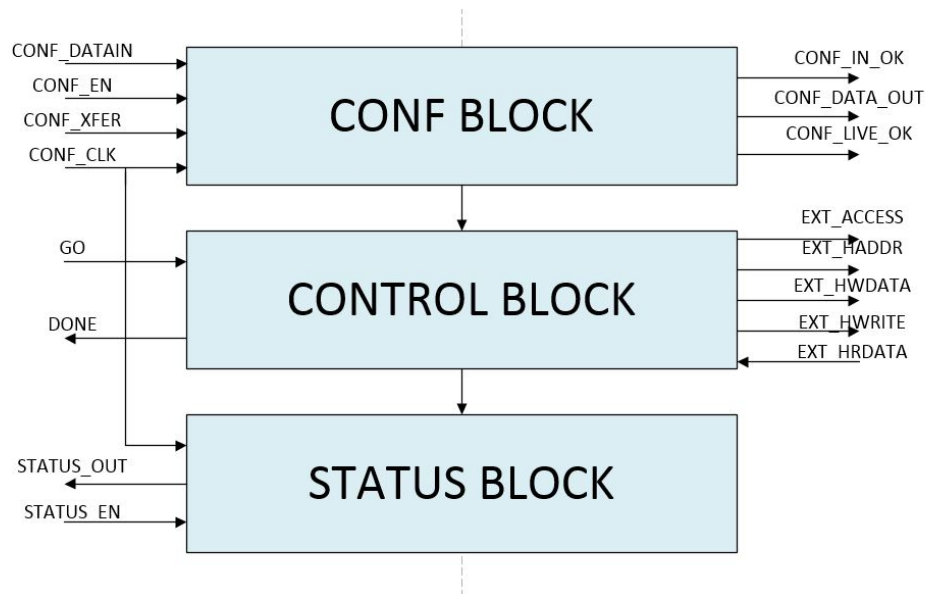 CONF_DATAIN
CONF_EN
CONF_XFER
CONF_CLK
CONF BLOCK
CONF_IN_OK
CONF_DATA_OUT
CONF_LIVE_OK
GO
DONE
CONTROL BLOCK
EXT_ACCESS
EXT_HADDR
EXT_HWDATA
EXT_HWRITE
EXT_HRDATA
STATUS_OUT
STATUS_EN
STATUS BLOCK